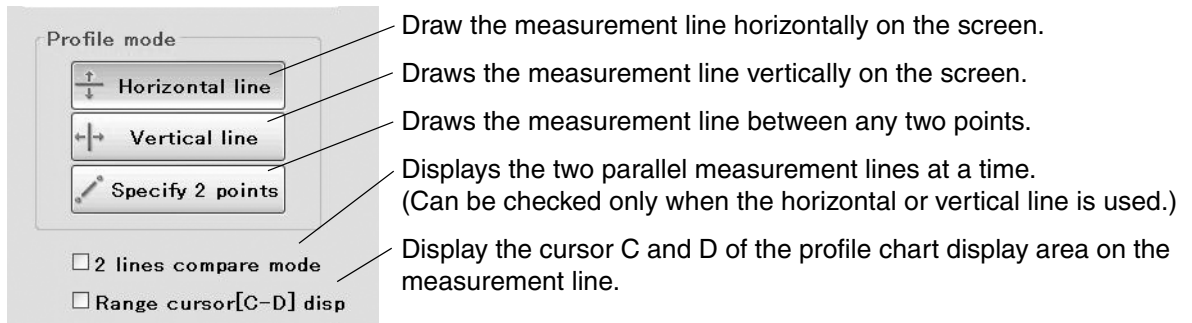 Profile mode
Horizontal line
Vertical line
Specify 2 points
2 lines compare mode
Range cursor[C-D] disp
Draw the measurement line horizontally on the screen.
Draws the measurement line vertically on the screen.
Draws the measurement line between any two points.
Displays the two parallel measurement lines at a time.
(Can be checked only when the horizontal or vertical line is used.)
Display the cursor C and D of the profile chart display area on the
measurement line.